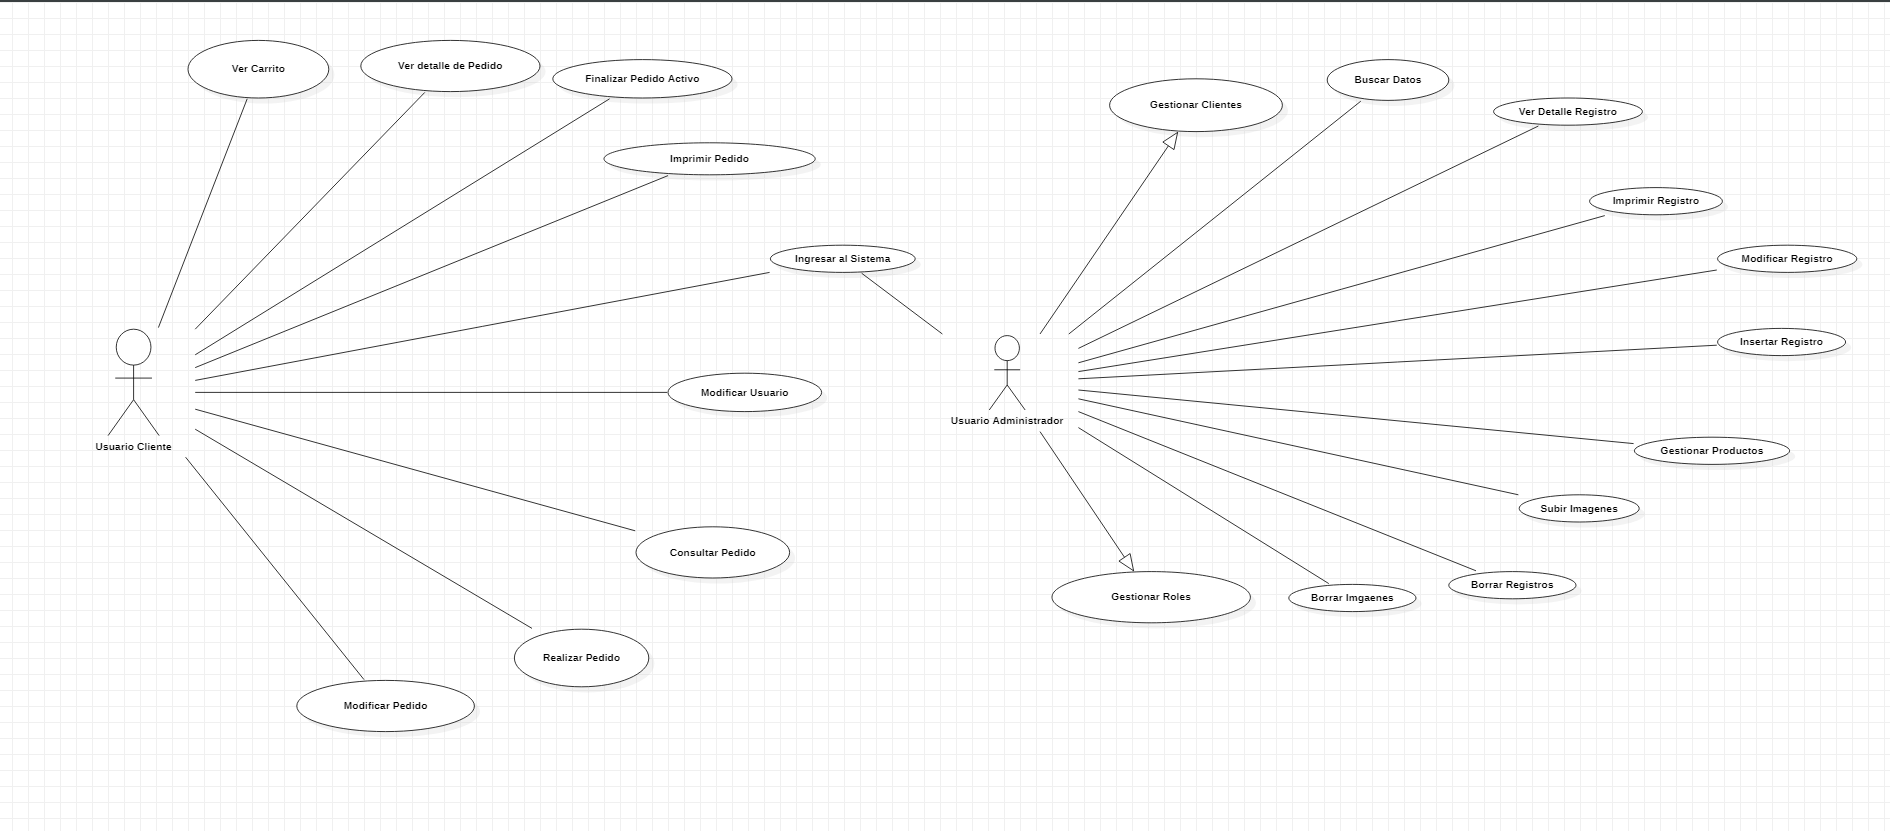 Ver Carrito
Ver detalle de Pedido
Finalizar Pedido Activo
Imprimir Pedido
Ingresar al Sistema
Modificar Usuario
Usuario Cliente
Consultar Pedido
Realizar Pedido
Modificar Pedido
Gestionar Clientes
Buscar Datos
Ver Detalle Registro
Imprimir Registro
Modificar Registro
Insertar Registro
Usuario Administrador
Gestionar Productos
Subir Imagenes
Borrar Registros
Borrar Imgaenes
Gestionar Roles